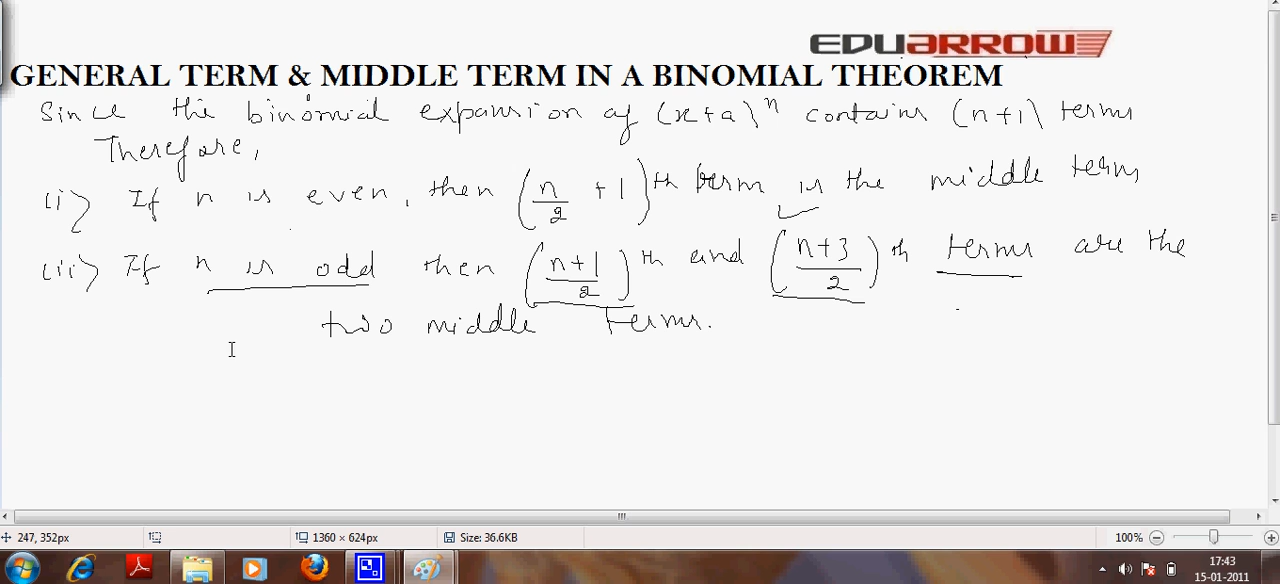 EDUARROW
GENERAL TERM & MIDDLE TERM IN A BINOMIAL THEOREM
Since the binomial expansion of (x+a)^n contains (n+1) terms
Therefore,
(i) If n is even, then (n/2 + 1)th term is the middle term
(ii) If n is odd then (n+1/2)th and (n+3/2)th terms are the
two middle terms.
247, 352px 1360 × 624px Size: 36.6KB 100%
17:43
15-01-2011